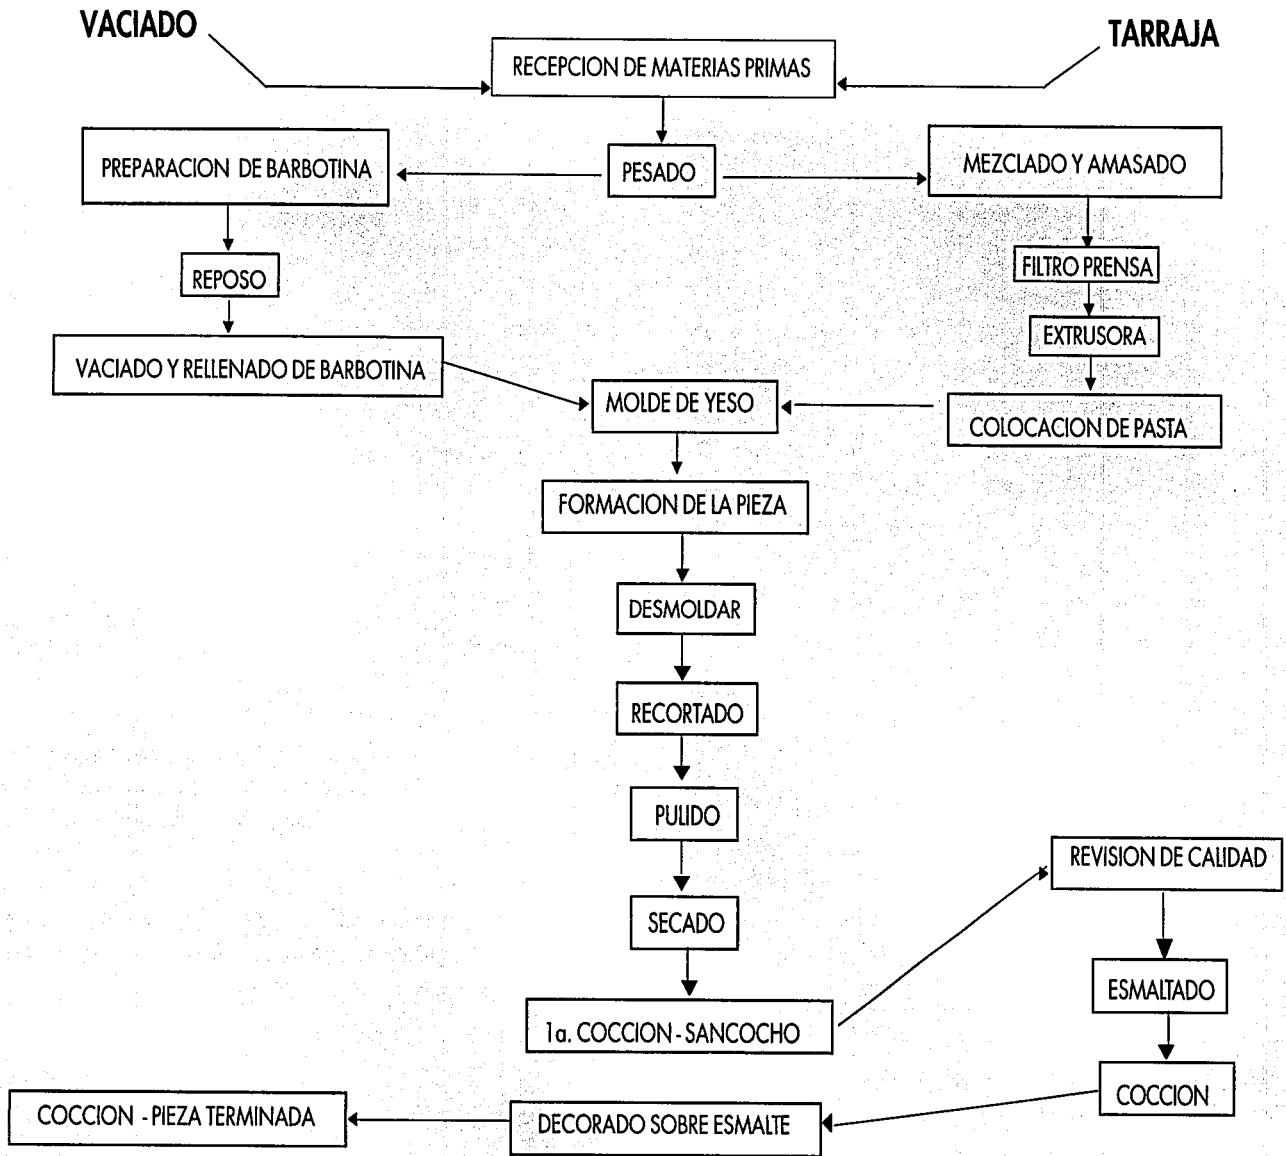 VACIADO
TARRAJA
RECEPCION DE MATERIAS PRIMAS
PREPARACION DE BARBOTINA
PESADO
MEZCLADO Y AMASADO
REPOSO
FILTRO PRENSA
EXTRUSORA
VACIADO Y RELLENADO DE BARBOTINA
MOLDE DE YESO
COLOCACION DE PASTA
FORMACION DE LA PIEZA
DESMOLDAR
RECORTADO
PULIDO
SECADO
1a. COCCION - SANCOCHO
REVISION DE CALIDAD
ESMALTADO
COCCION
DECORADO SOBRE ESMALTE
COCCION - PIEZA TERMINADA